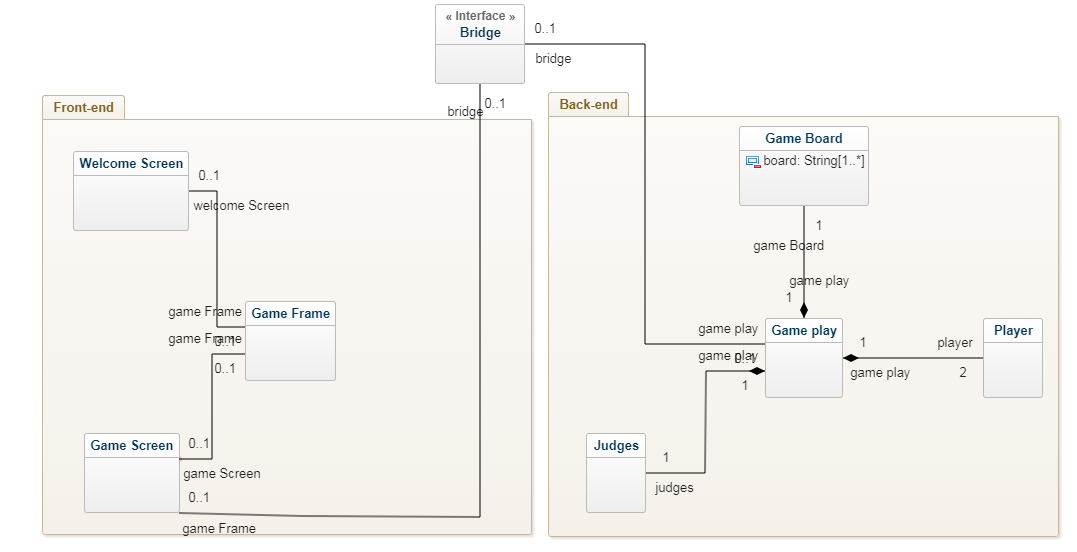 « Interface »
Bridge
0..1
bridge
0..1
bridge
Front-end
Back-end
Welcome Screen
0..1
welcome Screen
game Frame
game Frame
0..1
0..1
Game Frame
Game Screen
0..1
game Screen
0..1
game Frame
Game Board
board: String[1..*]
1
game Board
game play
1
game play
game play
0..1
1
Game play
1
game play
player
2
Player
Judges
1
judges